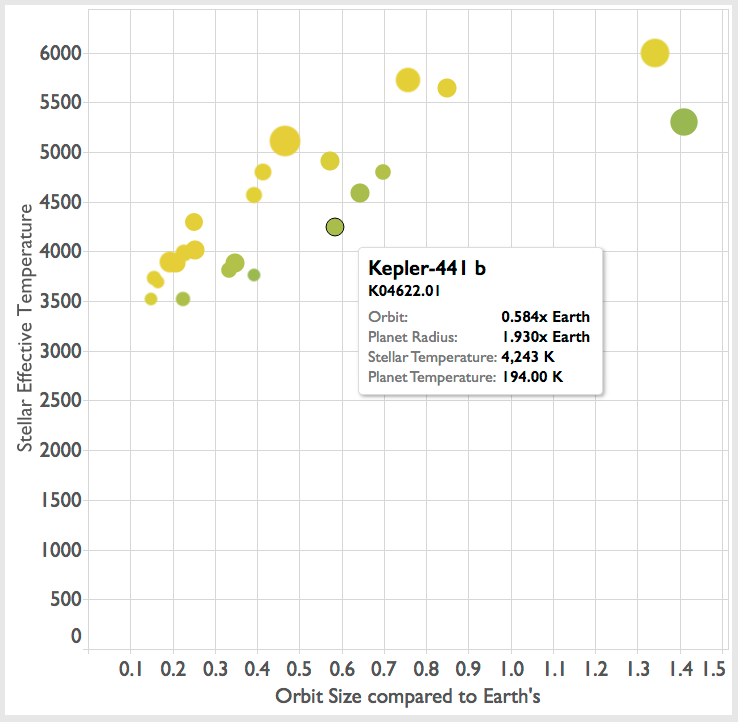 6000
5500
5000
4500
4000
3500
3000
2500
2000
1500
1000
500
0
Stellar Effective Temperature
Kepler-441 b
K04622.01
Orbit: 0.584x Earth
Planet Radius: 1.930x Earth
Stellar Temperature: 4,243 K
Planet Temperature: 194.00 K
0.1 0.2 0.3 0.4 0.5 0.6 0.7 0.8 0.9 1.0 1.1 1.2 1.3 1.4 1.5
Orbit Size compared to Earth's